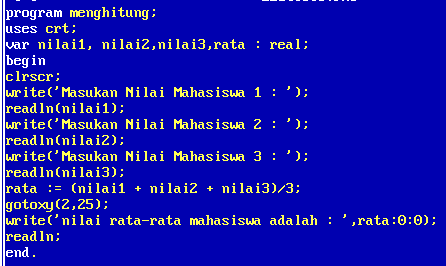 program menghitung;
uses crt;
var nilai1, nilai2,nilai3,rata : real;
begin
clrscr;
write('Masukan Nilai Mahasiswa 1 : ');
readln(nilai1);
write('Masukan Nilai Mahasiswa 2 : ');
readln(nilai2);
write('Masukan Nilai Mahasiswa 3 : ');
readln(nilai3);
rata := (nilai1 + nilai2 + nilai3)/3;
gotoxy(2,25);
write('nilai rata-rata mahasiswa adalah : ',rata:0:0);
readln;
end.